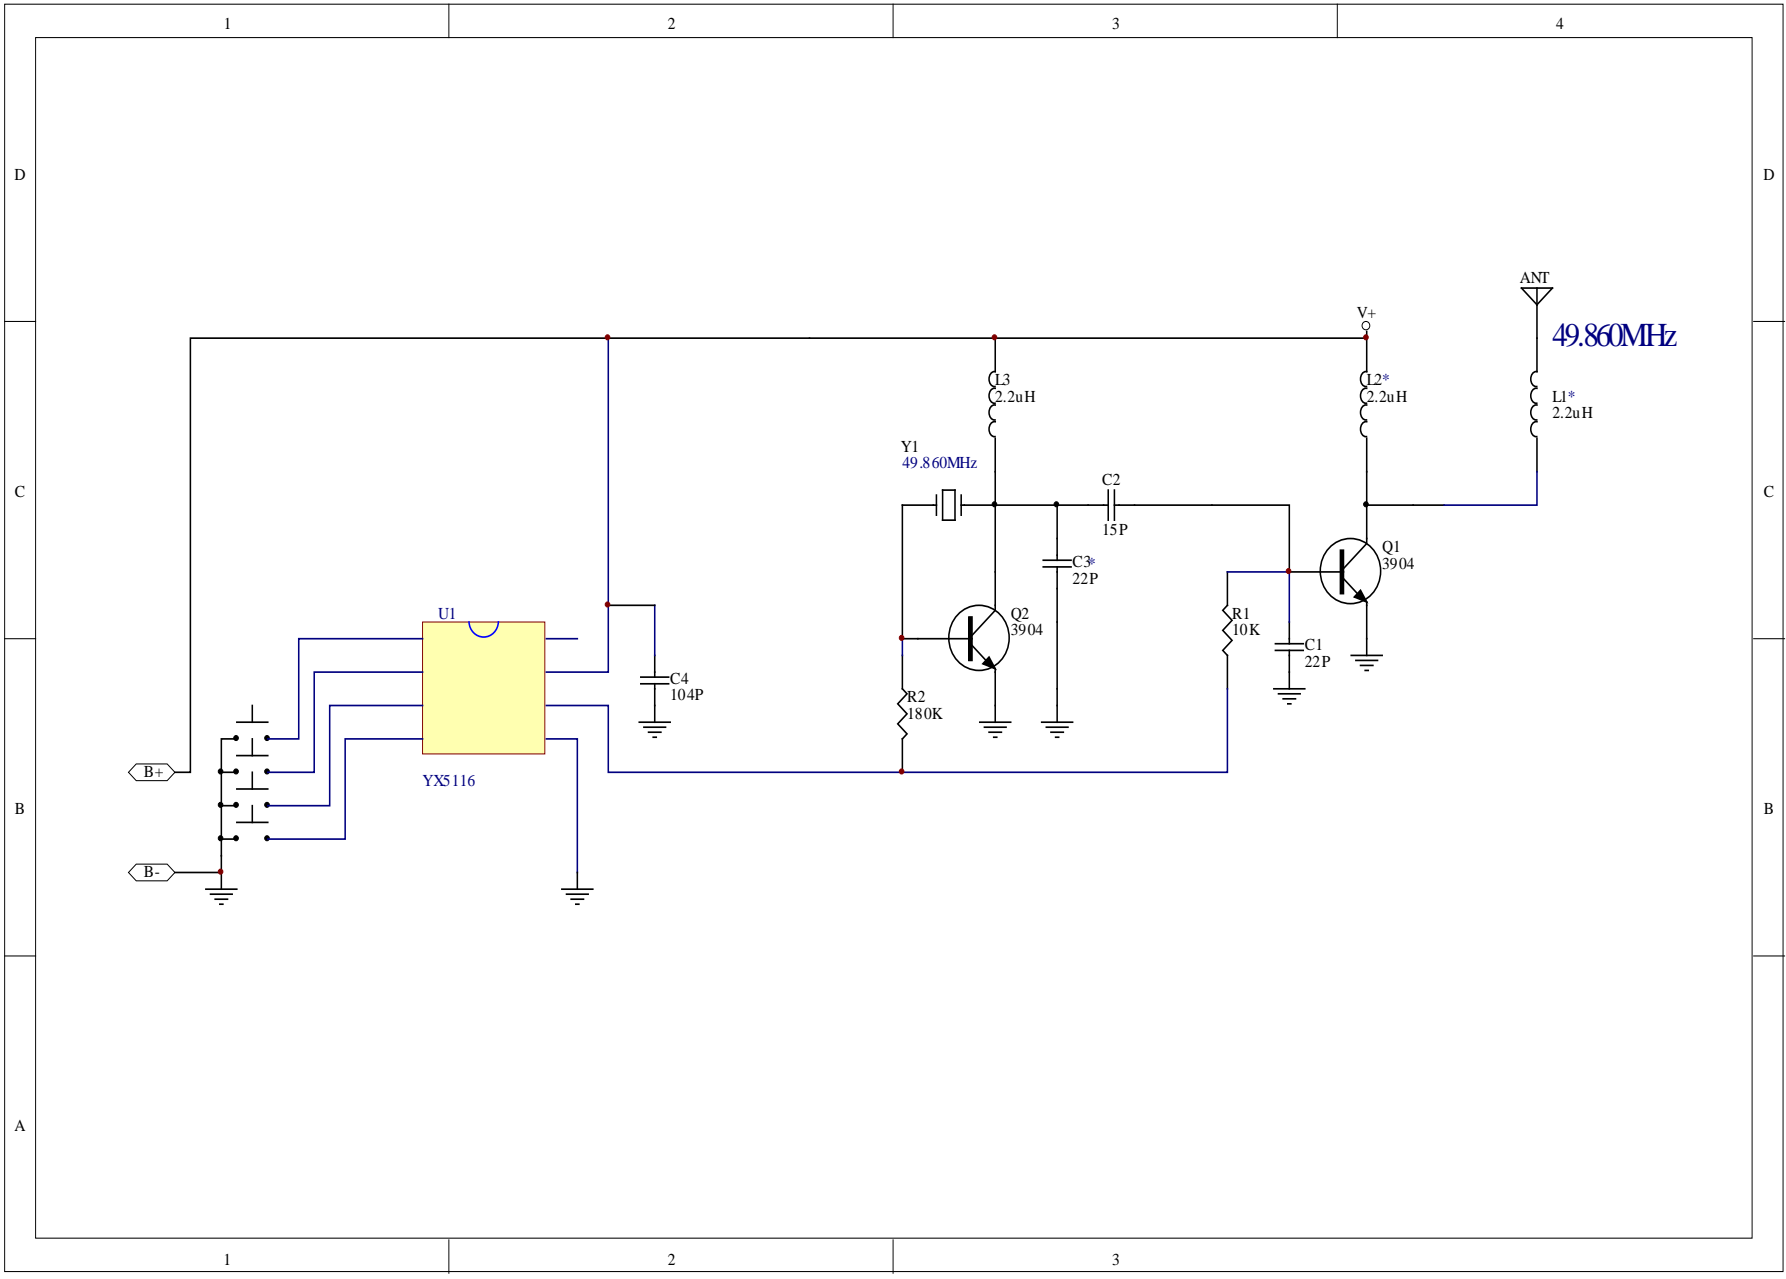 1 2 3 4
D D
ANT
V+
49.860MHz
L3
2.2uH
L2*
2.2uH
L1*
2.2uH
Y1
49.860MHz
C C
C2
15P
Q1
3904
C3*
22P
U1
Q2
3904
R1
10K
C1
22P
C4
104P
R2
180K
B+
YX5116
B B
B-
A
1 2 3